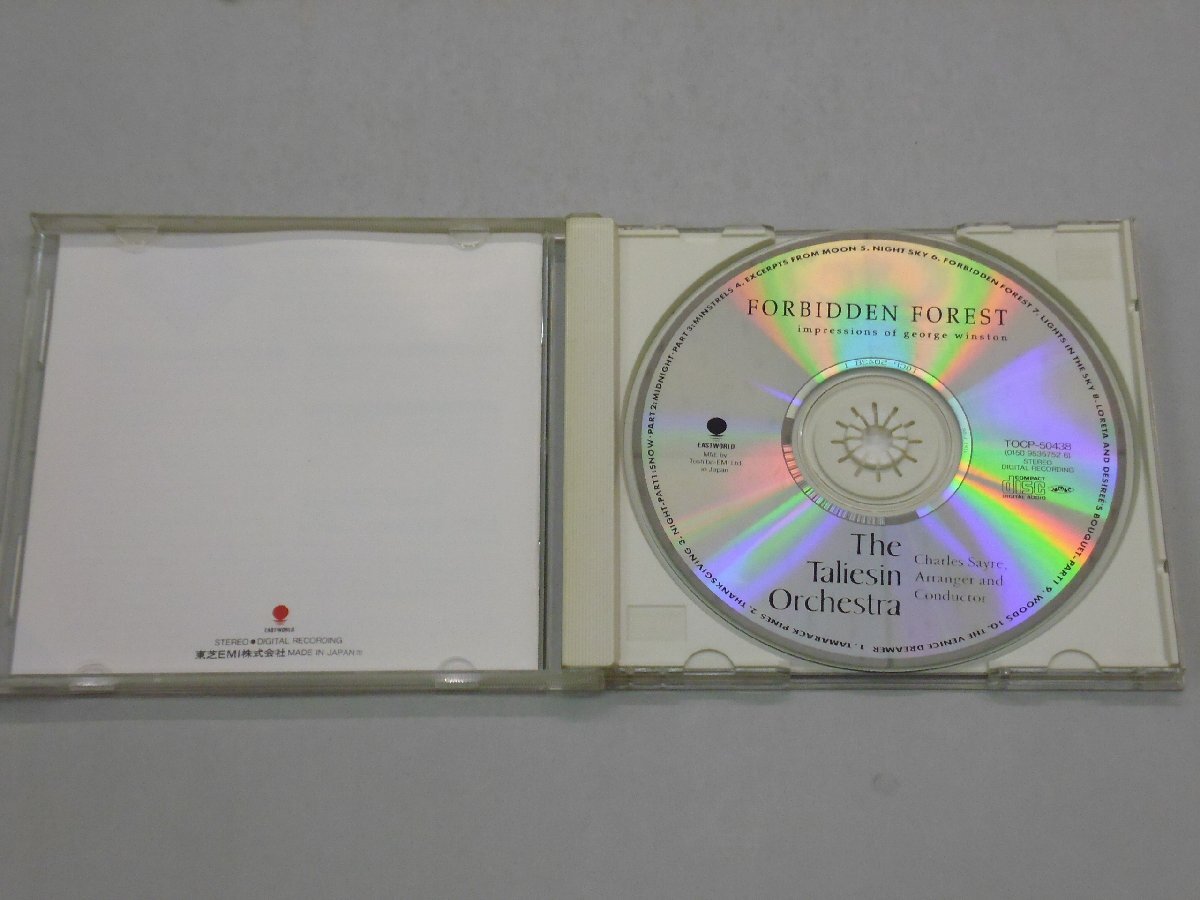 EASTWORLD
STEREO●DIGITAL RECORDING
東芝EMI株式会社 MADE IN JAPAN
FORBIDDEN FOREST
impressions of george winston
EASTWORLD
Mfd. by
Toshiba-EMI Ltd.
in Japan
TOCP-50438
STEREO
DIGITAL RECORDING
COMPACT
disc
DIGITAL AUDIO
The
Taliesin
Orchestra
Charles Sayre,
Arranger and
Conductor
1. TAMARACK PINES 2. THANKSGIVING 3. NIGHT·PART1:SNOW·PART 2:MIDNIGHT·PART 3:MINSTRELS 4. EXCERPTS FROM MOON 5. NIGHT SKY 6. FORBIDDEN FOREST 7. LIGHTS IN THE SKY 8. LORETA AND DESIREE'S BOUQUET-PART1 9. WOODS 10. THE VENICE DREAMER